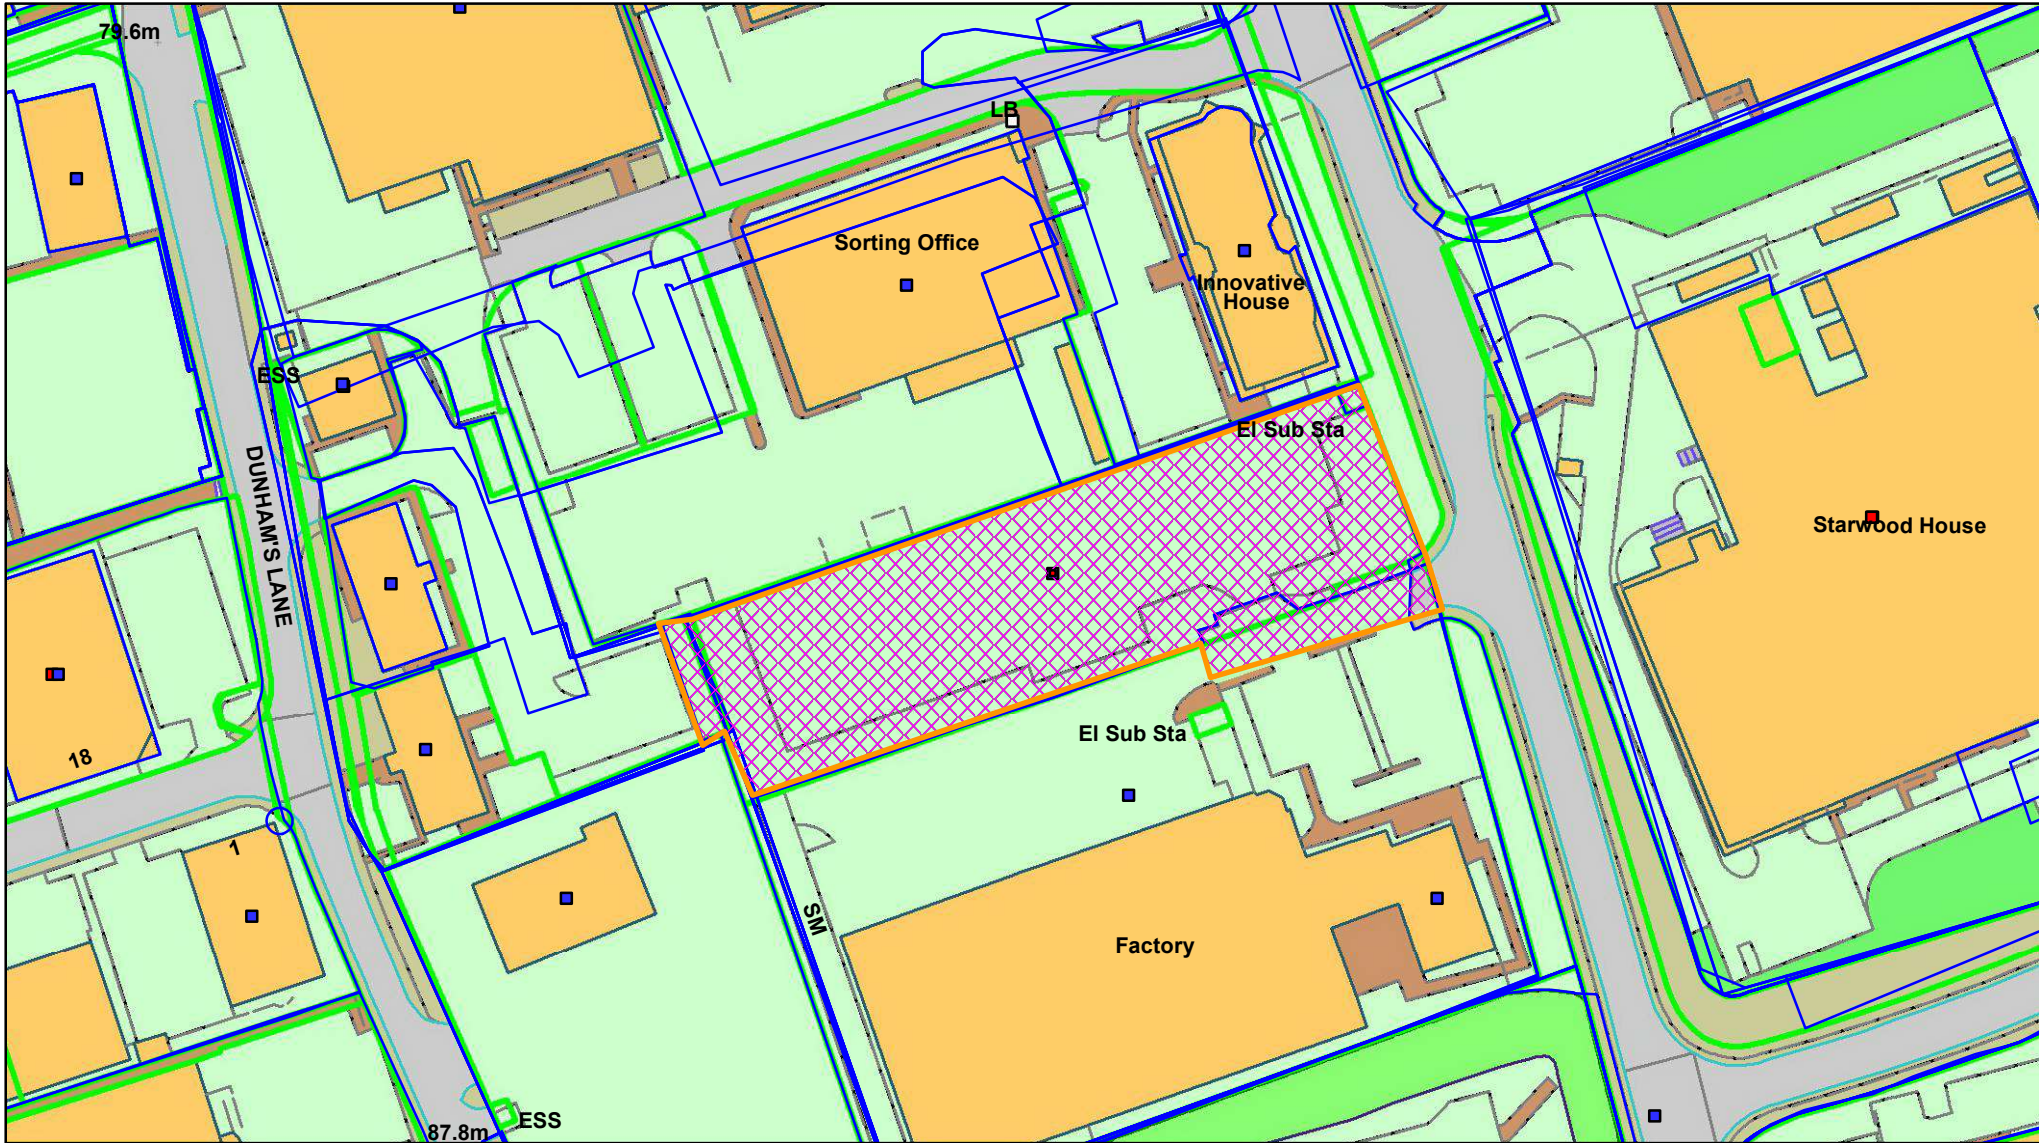 79.6m
LB
Sorting Office
Innovative
House
ESS
El Sub Sta
DUNHAM'S LANE
Starwood House
El Sub Sta
18
1
SM
Factory
ESS
87.8m